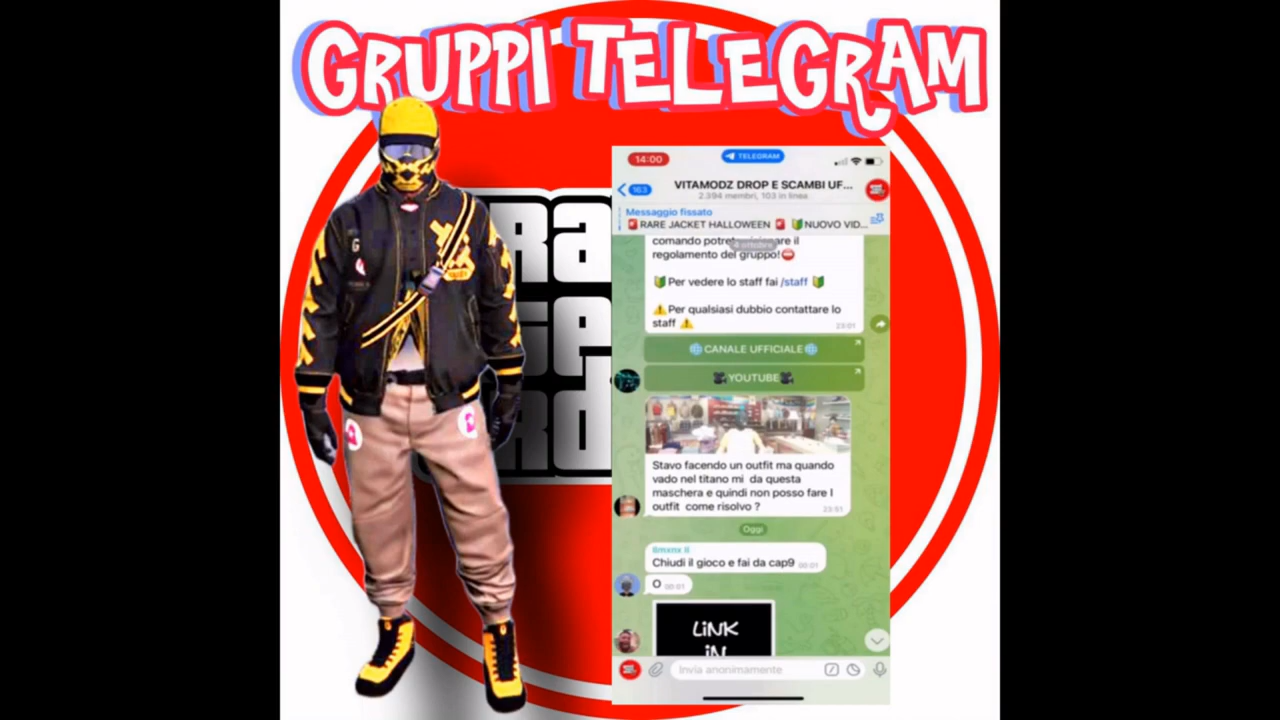 GRUPPI TELEGRAM
14:00
TELEGRAM
163
VITAMODZ DROP E SCAMBI UF...
2.394 membri, 103 in linea
Messaggio fissato
🚨RARE JACKET HALLOWEEN 🚨 🔰NUOVO VID...
regolamento del gruppo!⛔
🔰Per vedere lo staff fai /staff 🔰
⚠️Per qualsiasi dubbio contattare lo
staff ⚠️
23:01
🌐CANALE UFFICIALE🌐
🎥YOUTUBE🎥
Stavo facendo un outfit ma quando
vado nel titano mi da questa
maschera e quindi non posso fare l
outfit come risolvo ?
23:51
Oggi
Chiudi il gioco e fai da cap9 00:01
O 00:01
LiNK
iN
Invia anonimamente